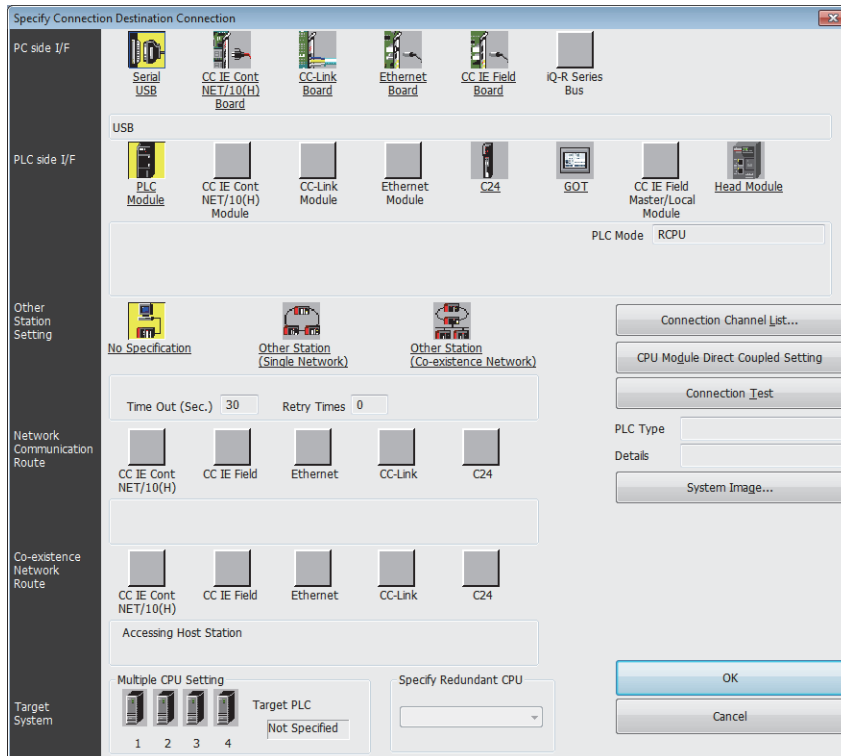 Specify Connection Destination Connection
PC side I/F
Serial
USB
CC IE Cont
NET/10(H)
Board
CC-Link
Board
Ethernet
Board
CC IE Field
Board
iQ-R Series
Bus
USB
PLC side I/F
PLC
Module
CC IE Cont
NET/10(H)
Module
CC-Link
Module
Ethernet
Module
C24
GOT
CC IE Field
Master/Local
Module
Head Module
PLC Mode RCPU
Other
Station
Setting
No Specification
Other Station
(Single Network)
Other Station
(Co-existence Network)
Time Out (Sec.) 30 Retry Times 0
Connection Channel List...
CPU Module Direct Coupled Setting
Connection Test
PLC Type
Details
System Image...
Network
Communication
Route
CC IE Cont
NET/10(H)
CC IE Field
Ethernet
CC-Link
C24
Co-existence
Network
Route
CC IE Cont
NET/10(H)
CC IE Field
Ethernet
CC-Link
C24
Accessing Host Station
Target
System
Multiple CPU Setting
1 2 3 4
Target PLC
Not Specified
Specify Redundant CPU
OK
Cancel